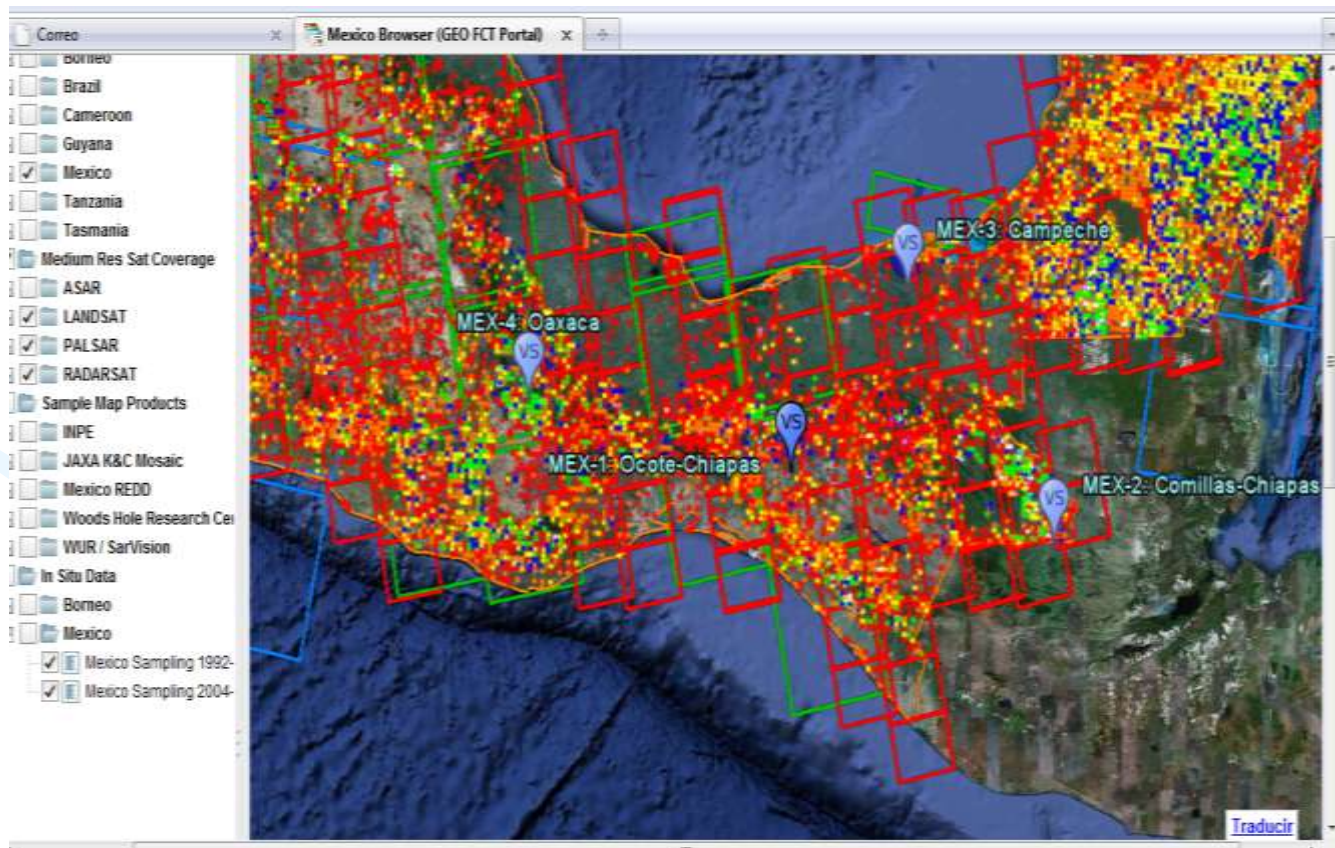 Correo
Mexico Browser (GEO FCT Portal)
Borneo
Brazil
Cameroon
Guyana
Mexico
Tanzania
Tasmania
Medium Res Sat Coverage
ASAR
LANDSAT
PALSAR
RADARSAT
Sample Map Products
INPE
JAXA K&C Mosaic
Mexico REDD
Woods Hole Research Cei
WUR / SarVision
In Situ Data
Borneo
Mexico
Mexico Sampling 1992-
Mexico Sampling 2004-
VS
MEX-3: Campeche
MEX-4: Oaxaca
VS
VS
MEX-1: Ocote-Chiapas
VS
MEX-2: Comillas-Chiapas
Traducir